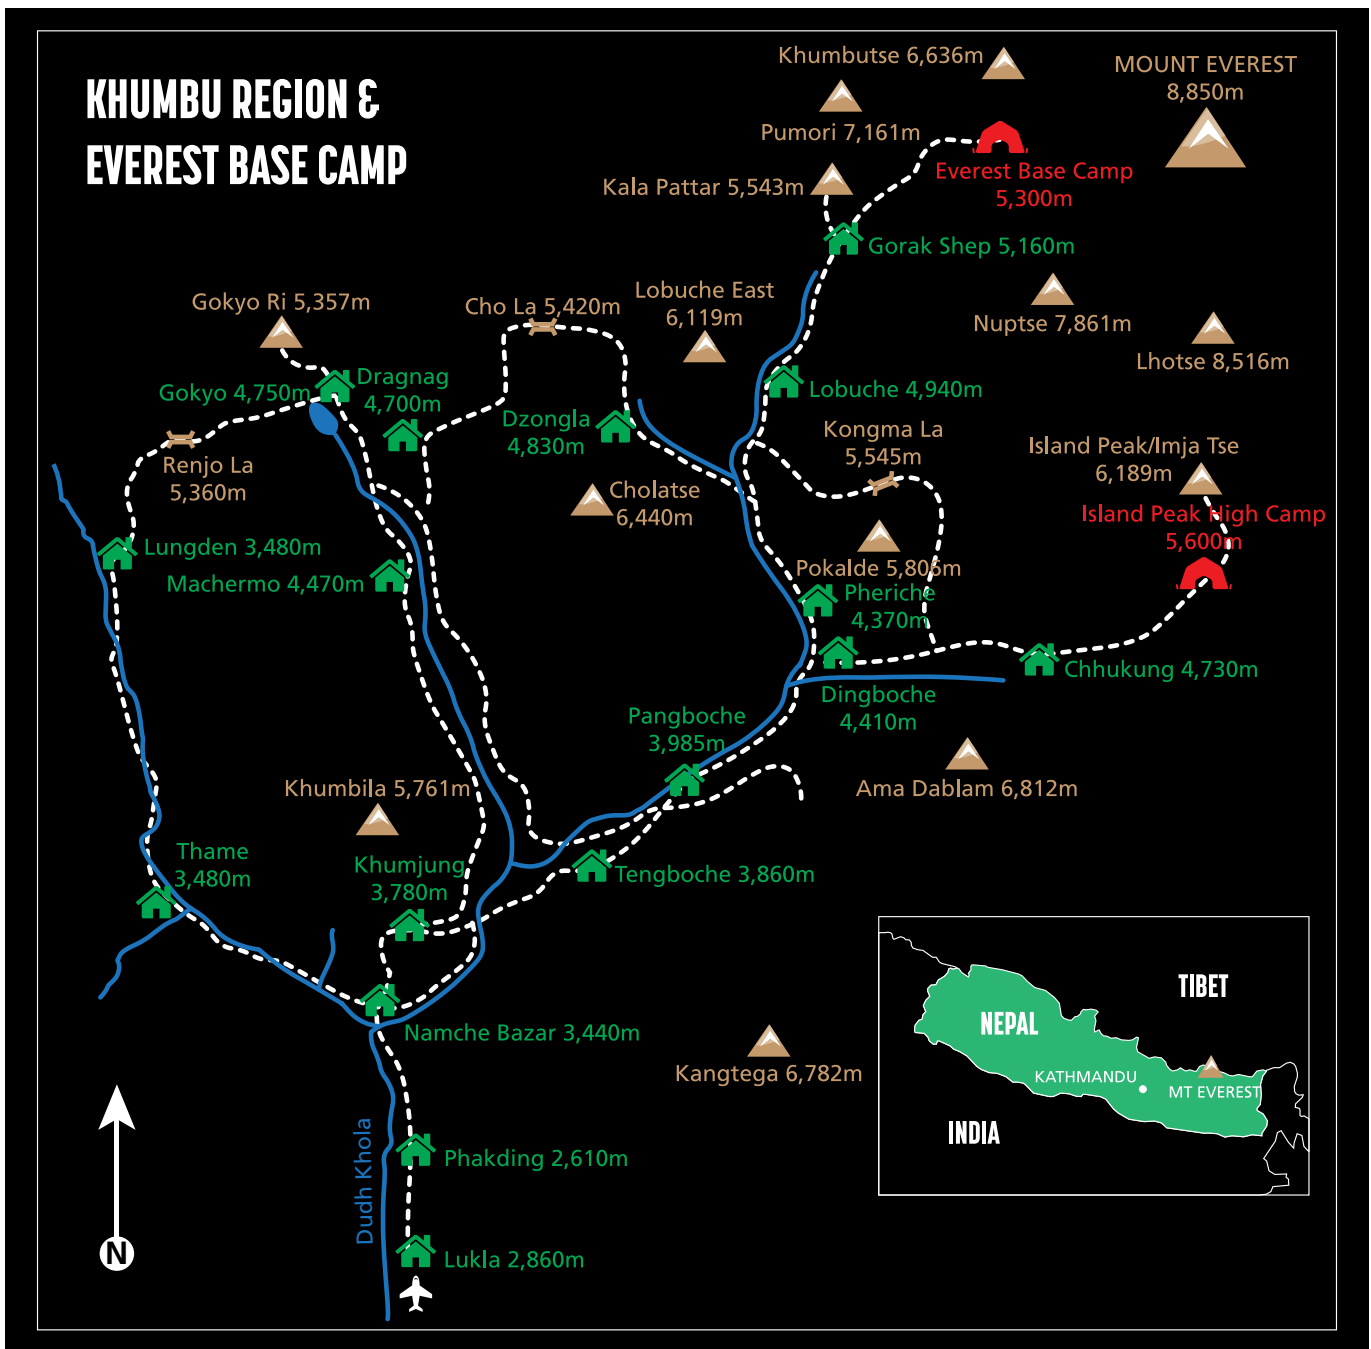 KHUMBU REGION &
EVEREST BASE CAMP
Khumbutse 6,636m
MOUNT EVEREST
8,850m
Pumori 7,161m
Everest Base Camp
5,300m
Kala Pattar 5,543m
Gorak Shep 5,160m
Gokyo Ri 5,357m
Cho La 5,420m
Lobuche East
6,119m
Nuptse 7,861m
Lhotse 8,516m
Gokyo 4,750m
Dragnag
4,700m
Lobuche 4,940m
Dzongla
4,830m
Kongma La
5,545m
Island Peak/Imja Tse
6,189m
Renjo La
5,360m
Cholatse
6,440m
Island Peak High Camp
5,600m
Lungden 3,480m
Machermo 4,470m
Pokalde 5,806m
Pheriche
4,370m
Chhukung 4,730m
Dingboche
4,410m
Pangboche
3,985m
Khumbila 5,761m
Ama Dablam 6,812m
Thame
3,480m
Khumjung
3,780m
Tengboche 3,860m
Namche Bazar 3,440m
Kangtega 6,782m
Dudh Khola
Phakding 2,610m
Lukla 2,860m
N
TIBET
NEPAL
KATHMANDU
MT EVEREST
INDIA